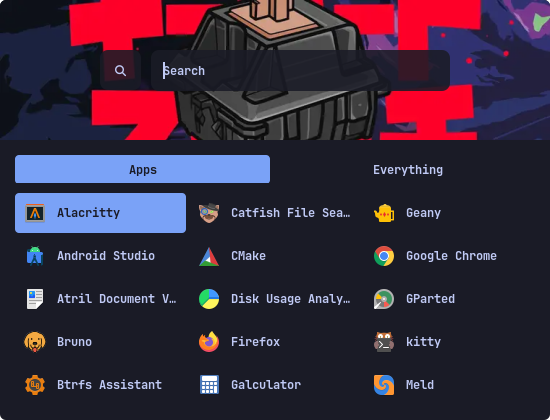 Search
Apps Everything
Alacritty Catfish File Sea… Geany
Android Studio CMake Google Chrome
Atril Document V… Disk Usage Analy… GParted
Bruno Firefox kitty
Btrfs Assistant Galculator Meld